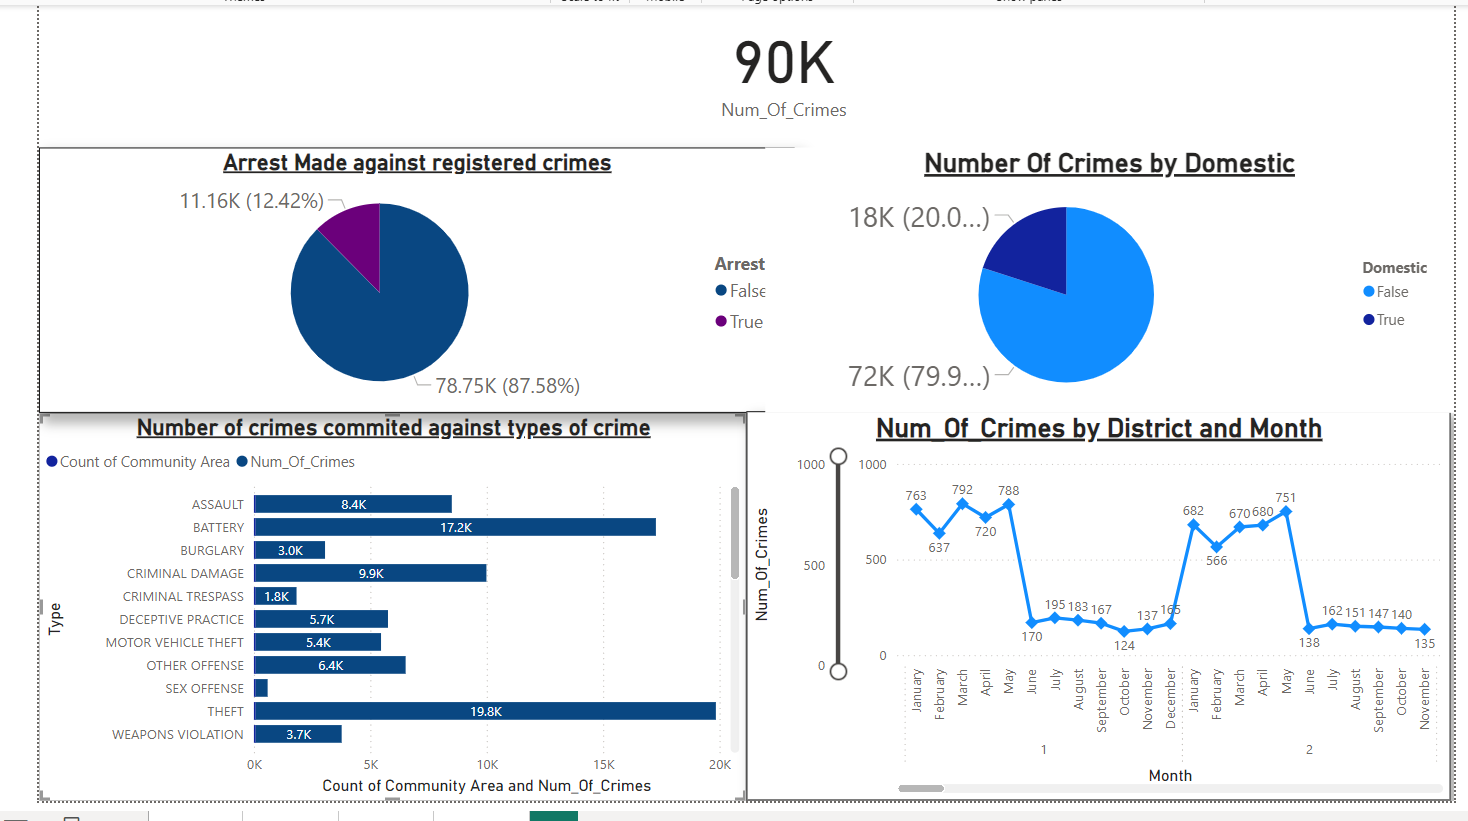 90K
Num_Of_Crimes
Arrest Made against registered crimes
11.16K (12.42%)
78.75K (87.58%)
Arrest
False
True
Number Of Crimes by Domestic
18K (20.0...)
72K (79.9...)
Domestic
False
True
Number of crimes commited against types of crime
Count of Community Area Num_Of_Crimes
Type
ASSAULT 8.4K
BATTERY 17.2K
BURGLARY 3.0K
CRIMINAL DAMAGE 9.9K
CRIMINAL TRESPASS 1.8K
DECEPTIVE PRACTICE 5.7K
MOTOR VEHICLE THEFT 5.4K
OTHER OFFENSE 6.4K
SEX OFFENSE
THEFT 19.8K
WEAPONS VIOLATION 3.7K
0K 5K 10K 15K 20K
Count of Community Area and Num_Of_Crimes
Num_Of_Crimes by District and Month
Num_Of_Crimes
1000
500
0
1000
500
0
763 637 792 720 788 170 195 183 167 124 137 165 682 566 670 680 751 138 162 151 147 140 135
January February March April May June July August September October November December January February March April May June July August September October November
1 2
Month